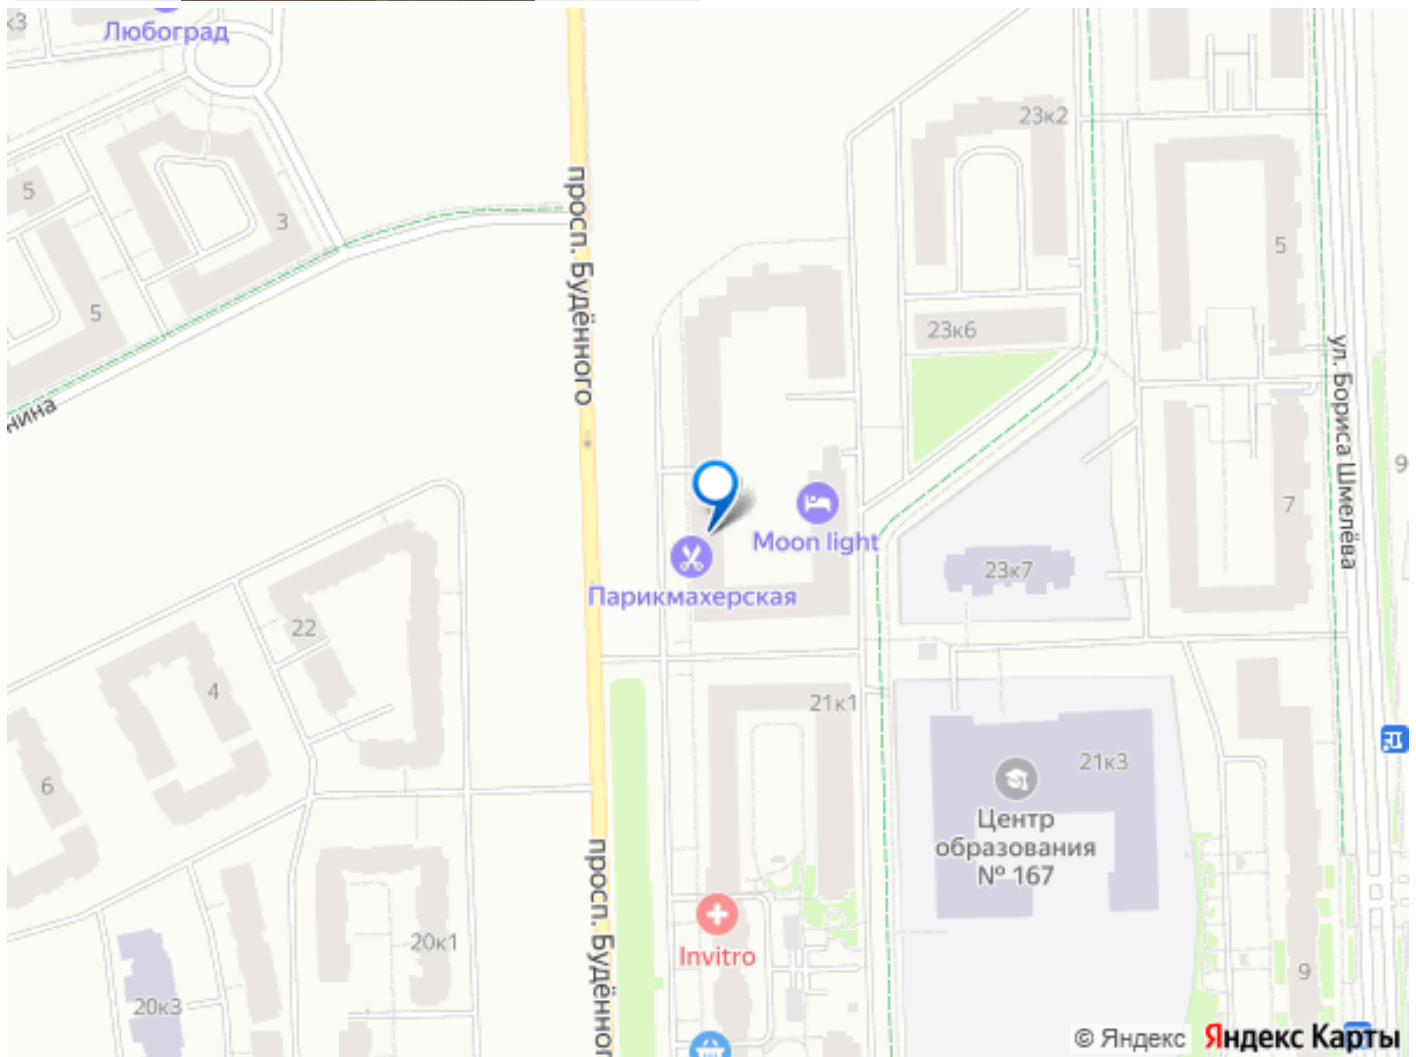 к3
Любоград
23к2
5
3
просп. Будённого
5
5
23к6
ул. Бориса Шмелёва
нина
9
7
Moon light
23к7
Парикмахерская
22
4
21к1
6
21к3
Центр
образования
№ 167
просп. Будённог
Invitro
20к1
20к3
9
© Яндекс Яндекс Карты